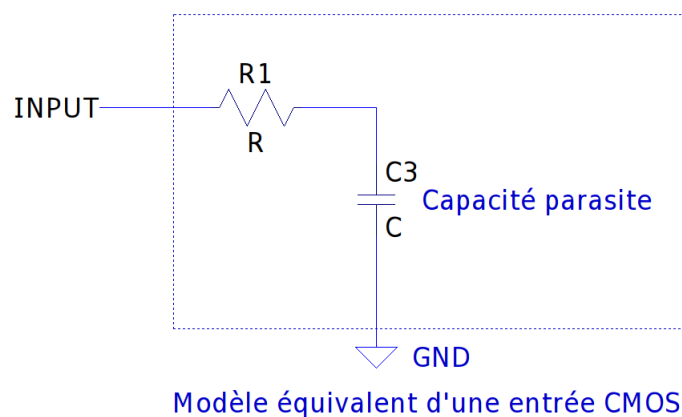 R1
INPUT
R
C3
Capacité parasite
C
GND
Modèle équivalent d'une entrée CMOS